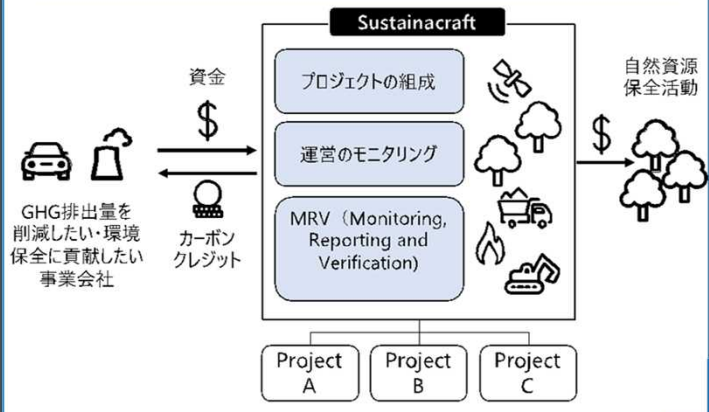 Sustainacraft
資金
$
GHG排出量を
削減したい・環境
保全に貢献したい
事業会社
カーボン
クレジット
プロジェクトの組成
運営のモニタリング
MRV（Monitoring,
Reporting and
Verification)
$
自然資源
保全活動
Project
A
Project
B
Project
C